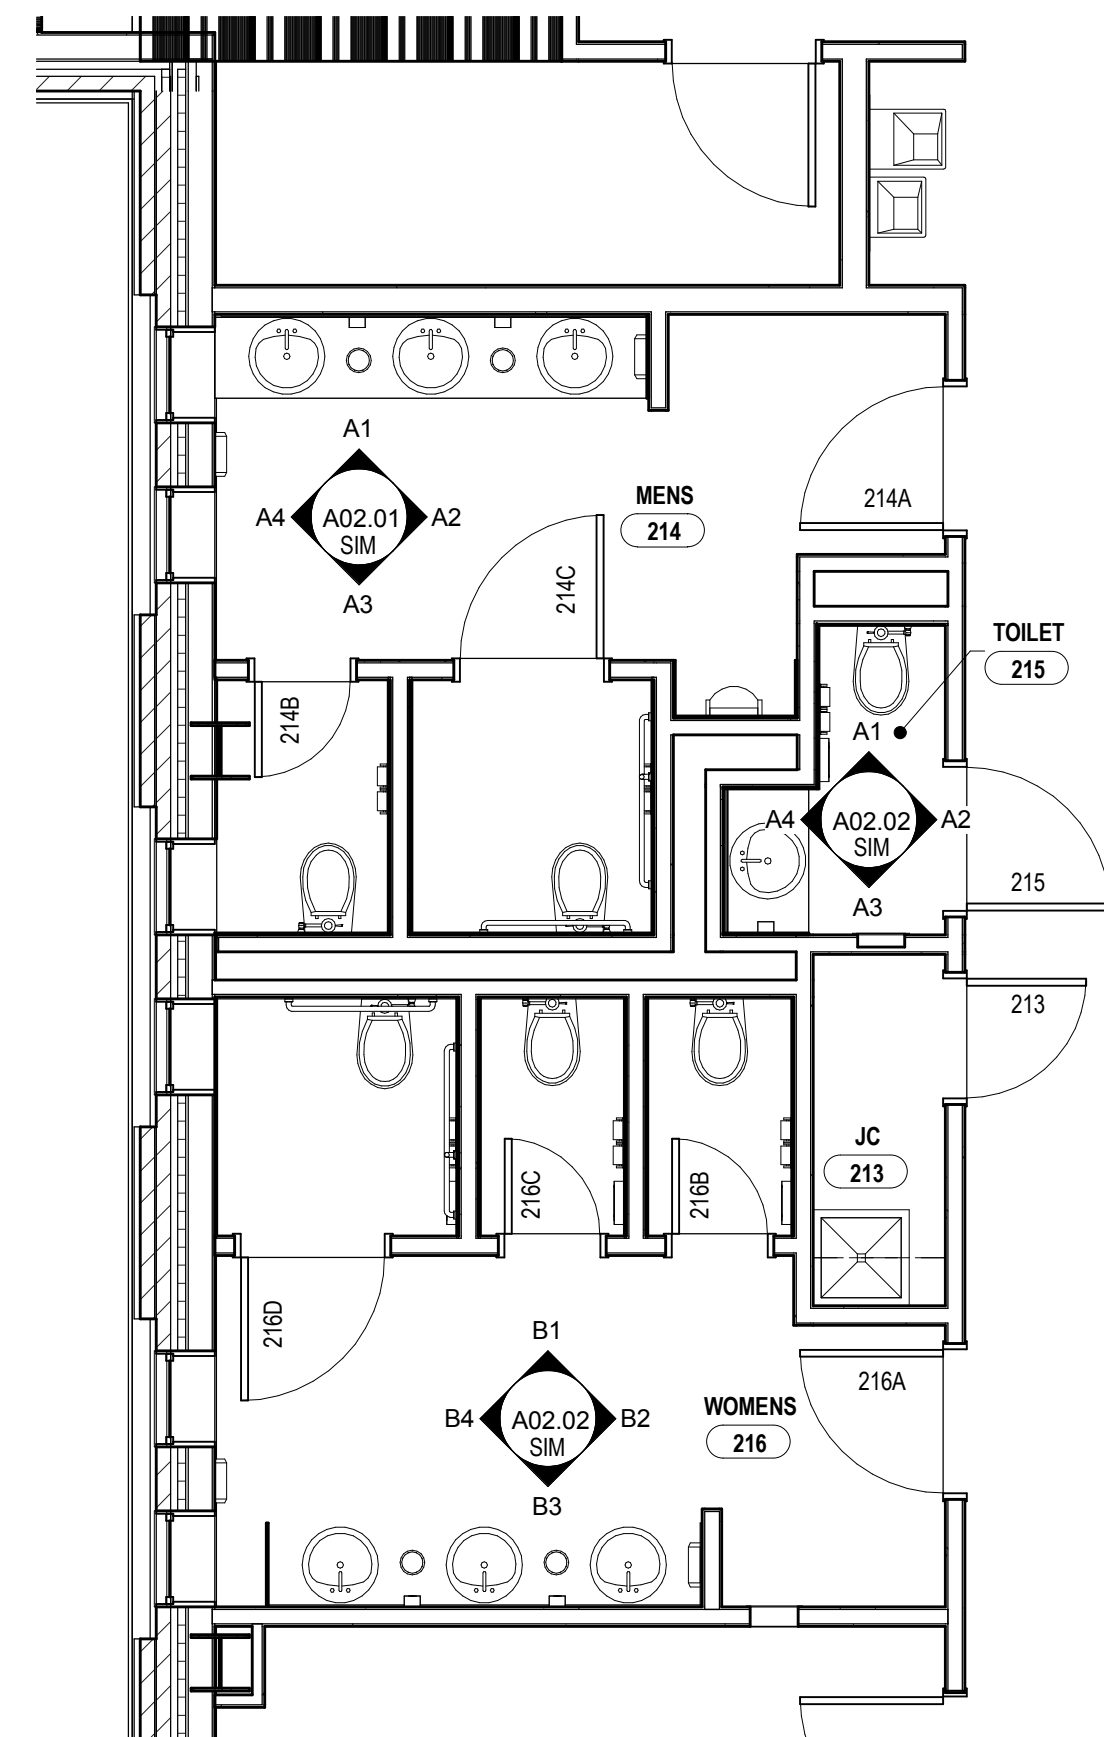 A1
A4
A02.01
SIM
A2
A3
MENS
214
214A
214C
214B
TOILET
215
A1
A4
A02.02
SIM
A2
A3
215
213
JC
213
216C
216B
216D
B1
B4
A02.02
SIM
B2
B3
WOMENS
216
216A